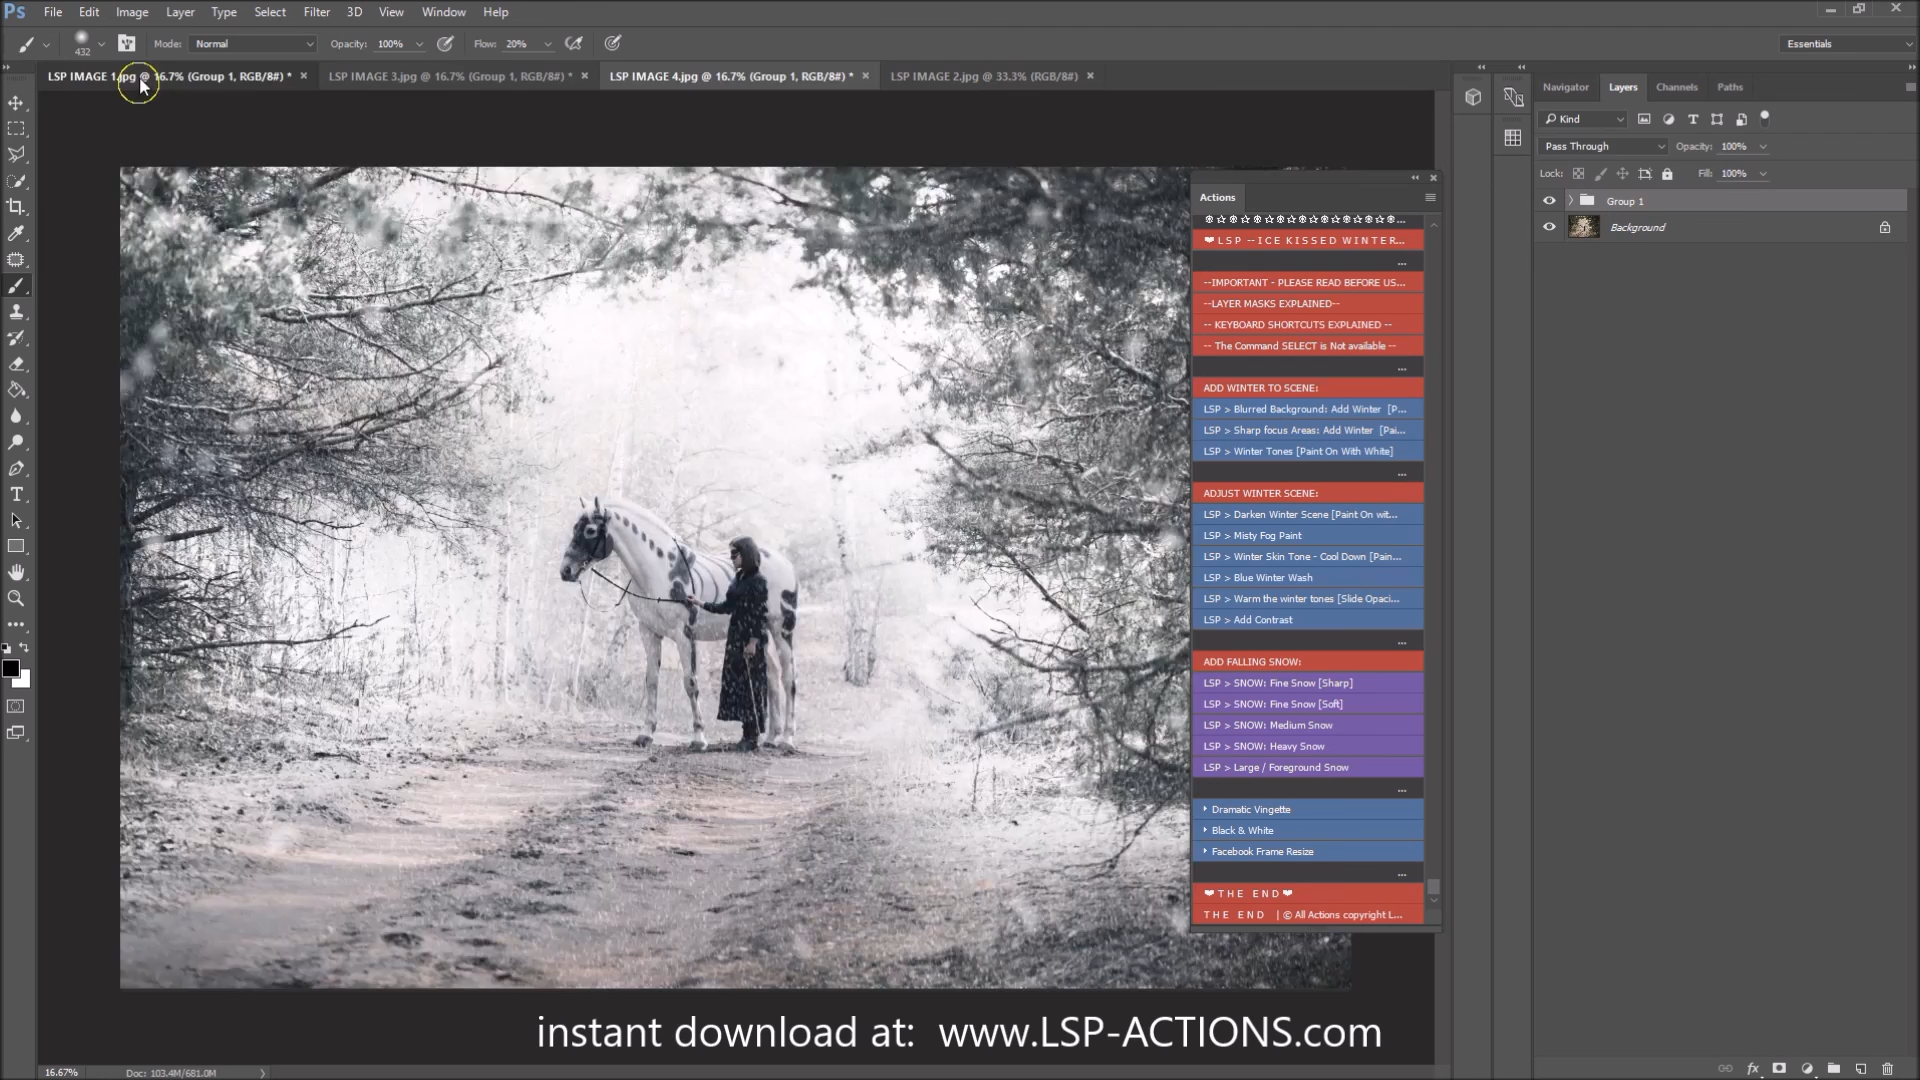 Ps File Edit Image Layer Type Select Filter 3D View Window Help
432 Mode: Normal Opacity: 100% Flow: 20% Essentials
LSP IMAGE 1.jpg @ 16.7% (Group 1, RGB/8#) * × LSP IMAGE 3.jpg @ 16.7% (Group 1, RGB/8#) * × LSP IMAGE 4.jpg @ 16.7% (Group 1, RGB/8#) * × LSP IMAGE 2.jpg @ 33.3% (RGB/8#) ×
Navigator Layers Channels Paths
Kind
Pass Through Opacity: 100%
Lock: Fill: 100%
Group 1
Background
Actions
❤ L S P -- I C E K I S S E D W I N T E R...
...
--IMPORTANT - PLEASE READ BEFORE US...
--LAYER MASKS EXPLAINED--
-- KEYBOARD SHORTCUTS EXPLAINED --
-- The Command SELECT is Not available --
...
ADD WINTER TO SCENE:
LSP > Blurred Background: Add Winter [P...
LSP > Sharp focus Areas: Add Winter [Pai...
LSP > Winter Tones [Paint On With White]
...
ADJUST WINTER SCENE:
LSP > Darken Winter Scene [Paint On wit...
LSP > Misty Fog Paint
LSP > Winter Skin Tone - Cool Down [Pain...
LSP > Blue Winter Wash
LSP > Warm the winter tones [Slide Opaci...
LSP > Add Contrast
...
ADD FALLING SNOW:
LSP > SNOW: Fine Snow [Sharp]
LSP > SNOW: Fine Snow [Soft]
LSP > SNOW: Medium Snow
LSP > SNOW: Heavy Snow
LSP > Large / Foreground Snow
...
Dramatic Vingette
Black & White
Facebook Frame Resize
...
❤ T H E E N D ❤
T H E E N D | © All Actions copyright L...
instant download at: www.LSP-ACTIONS.com
16.67% Doc: 103.4M/681.0M